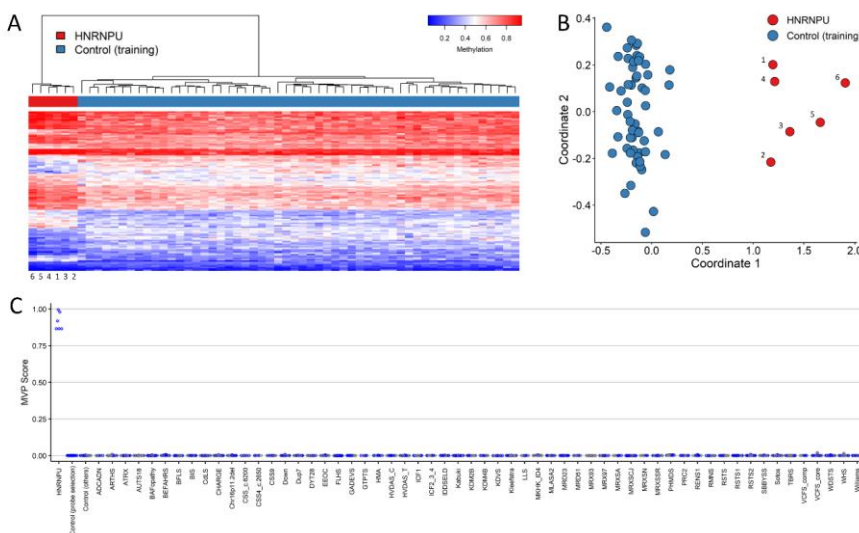 A
HNRNPU
Control (training)
0.2 0.4 0.6 0.8
Methylation
6 5 4 1 3 2
B
HNRNPU
Control (training)
0.4
0.2
0.0
-0.2
-0.4
Coordinate 2
1
4
6
5
3
2
-0.5 0.0 0.5 1.0 1.5 2.0
Coordinate 1
C
1.00
0.75
0.50
0.25
0.00
MVP Score
HNRNPU
Control (probe selection)
Control (others)
ADCADN
ARTHS
ATRX
AUTS18
BAFopathy
BEFAHRS
BFLS
BIS
CdLS
CHARGE
Chr16p11.2del
CSS_c.6200
CSS4_c.2650
CSS9
Down
Dup7
DYT28
EEOC
FLHS
GADEVS
GTPTS
HMA
HVDAS_C
HVDAS_T
ICF1
ICF2_3_4
IDDSELD
Kabuki
KDM2B
KDM4B
KDVS
Kleefstra
LLS
MKHK_ID4
MLASA2
MRD23
MRD51
MRX93
MRX97
MRXSA
MRXSCJ
MRXSN
MRXSSR
PHMDS
PRC2
RENS1
RMNS
RSTS
RSTS1
RSTS2
SBBYSS
Sotos
TBRS
VCFS_comp
VCFS_core
WDSTS
WHS